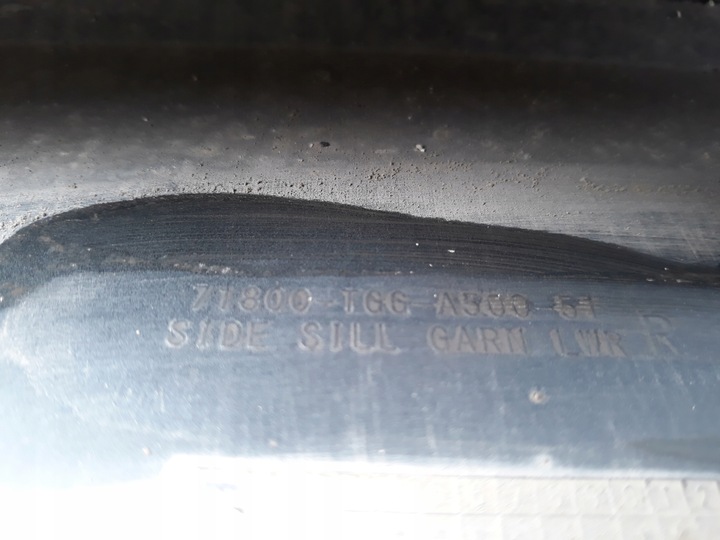 71800-TGG-A500-51
SIDE SILL GARN LWR R